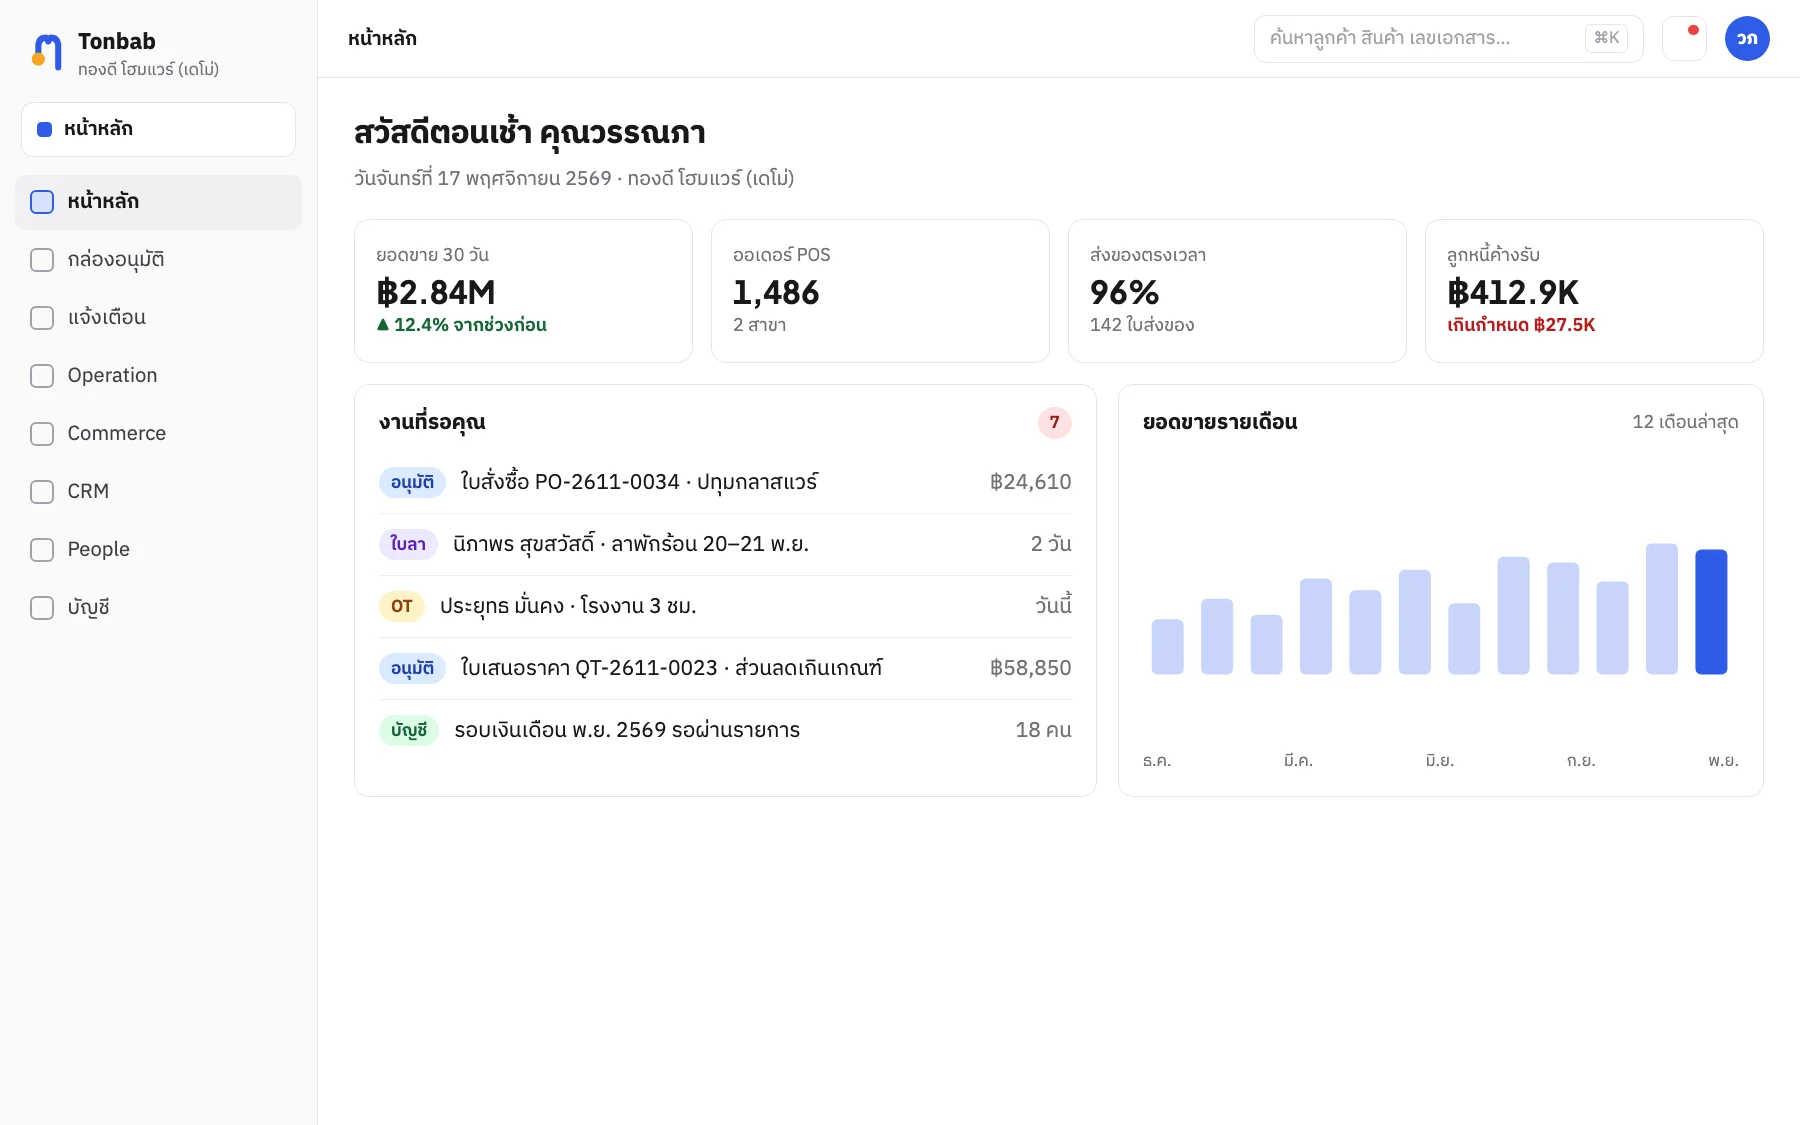 Tonbab
ทองดี โฮมแวร์ (เดโม่)
หน้าหลัก
หน้าหลัก
กล่องอนุมัติ
แจ้งเตือน
Operation
Commerce
CRM
People
บัญชี
หน้าหลัก
ค้นหาลูกค้า สินค้า เลขเอกสาร...
⌘K
วก
สวัสดีตอนเช้า คุณวรรณภา
วันจันทร์ที่ 17 พฤศจิกายน 2569 · ทองดี โฮมแวร์ (เดโม่)
ยอดขาย 30 วัน
฿2.84M
▲ 12.4% จากช่วงก่อน
ออเดอร์ POS
1,486
2 สาขา
ส่งของตรงเวลา
96%
142 ใบส่งของ
ลูกหนี้ค้างรับ
฿412.9K
เกินกำหนด ฿27.5K
งานที่รอคุณ
7
อนุมัติ ใบสั่งซื้อ PO-2611-0034 · ปทุมกลาสแวร์ ฿24,610
ใบลา นิภาพร สุขสวัสดิ์ · ลาพักร้อน 20–21 พ.ย. 2 วัน
OT ประยุทธ มั่นคง · โรงงาน 3 ชม. วันนี้
อนุมัติ ใบเสนอราคา QT-2611-0023 · ส่วนลดเกินเกณฑ์ ฿58,850
บัญชี รอบเงินเดือน พ.ย. 2569 รอผ่านรายการ 18 คน
ยอดขายรายเดือน
12 เดือนล่าสุด
ธ.ค. มี.ค. มิ.ย. ก.ย. พ.ย.